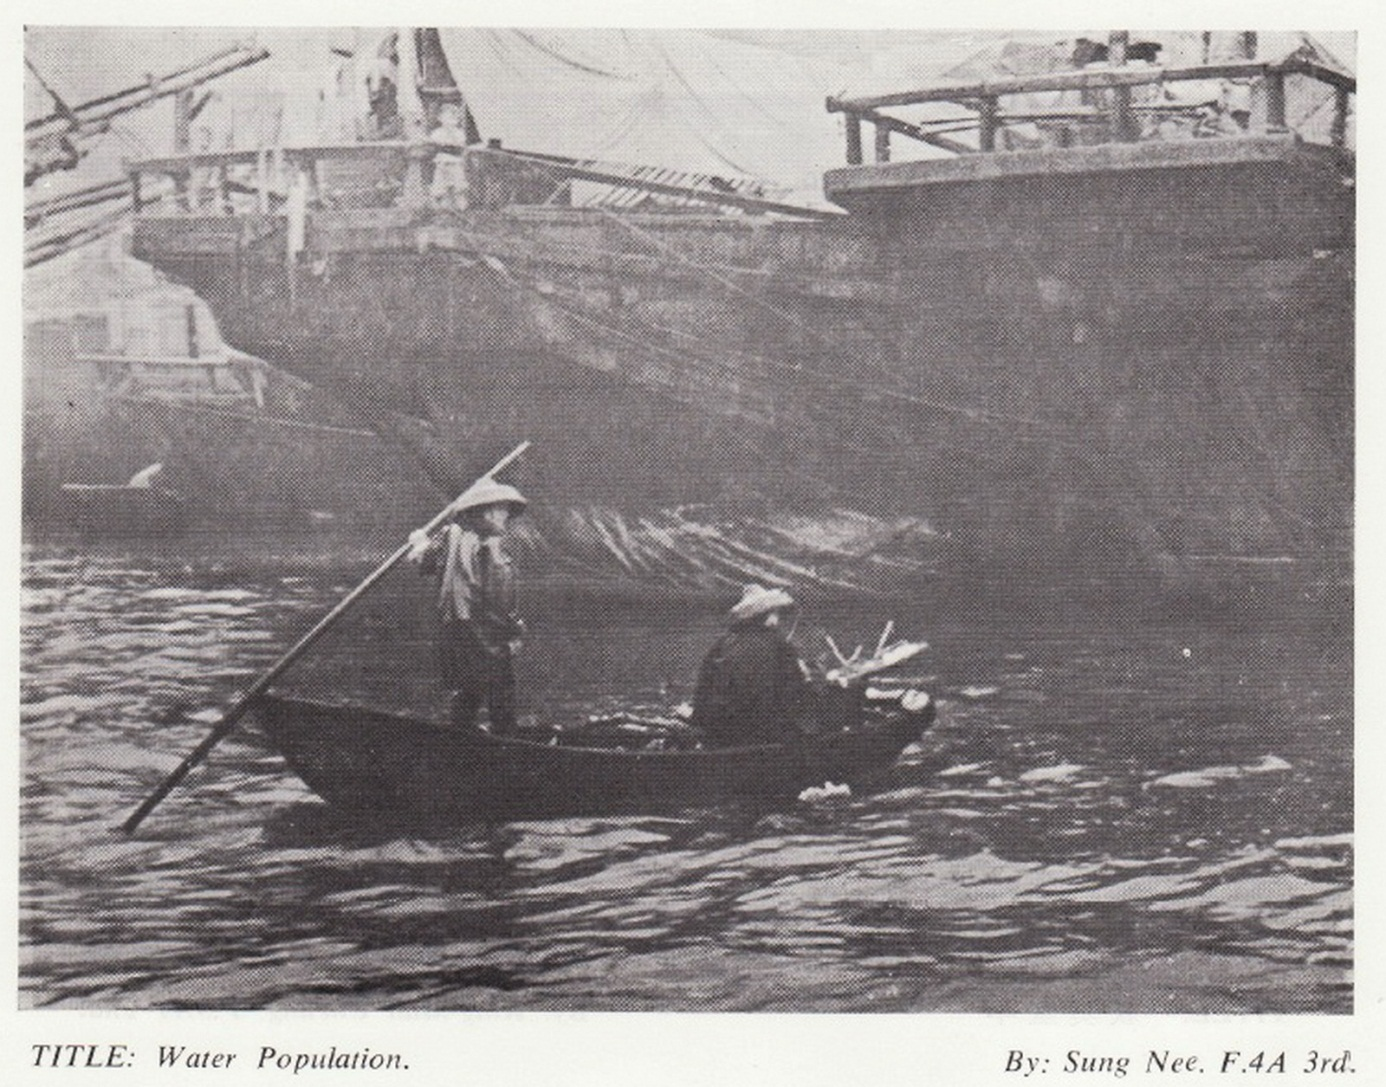 TITLE: Water Population.
By: Sung Nee. F.4A 3rd.